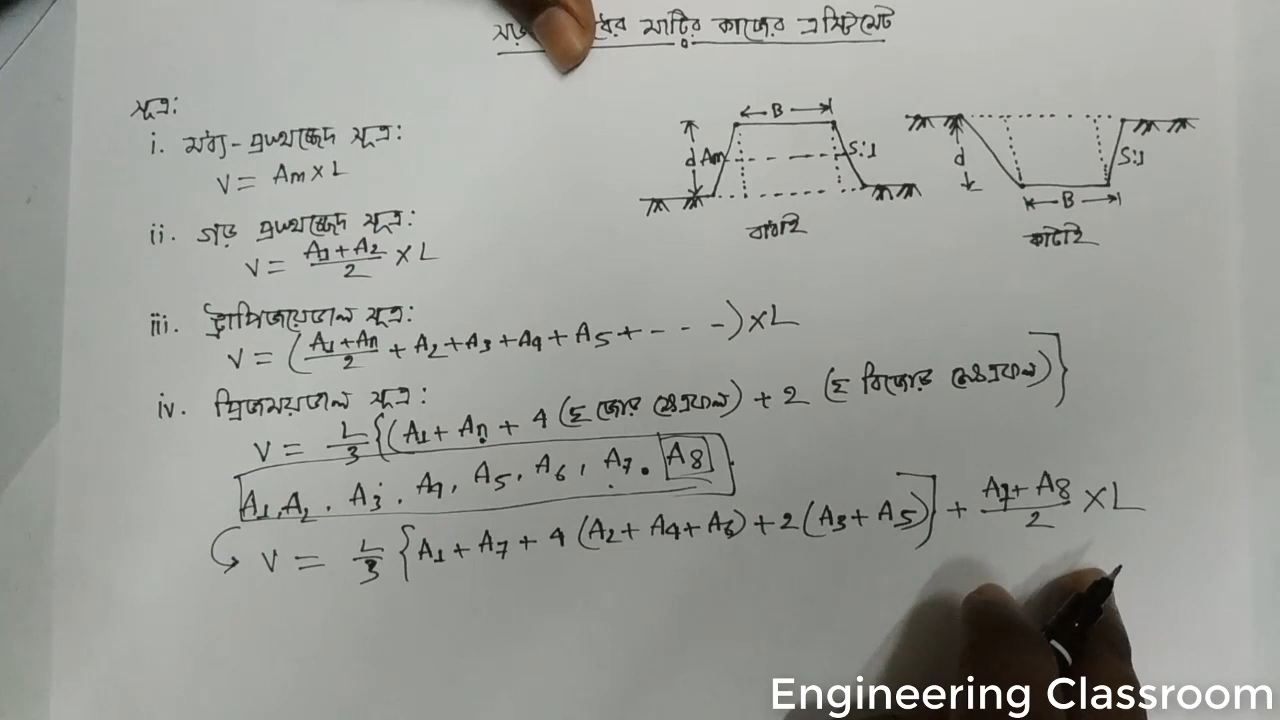 মাটির কাজের এস্টিমেট
সূত্র:
i. মধ্য-প্রস্থচ্ছেদ সূত্র:
V = Am × L
ii. গড় প্রস্থচ্ছেদ সূত্র:
V = (A1 + A2)/2 × L
iii. ট্রাপিজয়েডাল সূত্র:
V = ((A1 + An)/2 + A2 + A3 + A4 + A5 + - - -) × L
iv. প্রিজময়ডাল সূত্র:
V = L/3 {(A1 + An + 4 (Σ জোর ক্ষেত্রফল) + 2 (Σ বিজোর ক্ষেত্রফল)}
A1, A2, A3, A4, A5, A6, A7. A8
V = L/3 {A1 + A7 + 4 (A2 + A4 + A6) + 2 (A3 + A5)} + (A7 + A8)/2 × L
B
d Am S:1
d S:1
B
কাটাই
Engineering Classroom